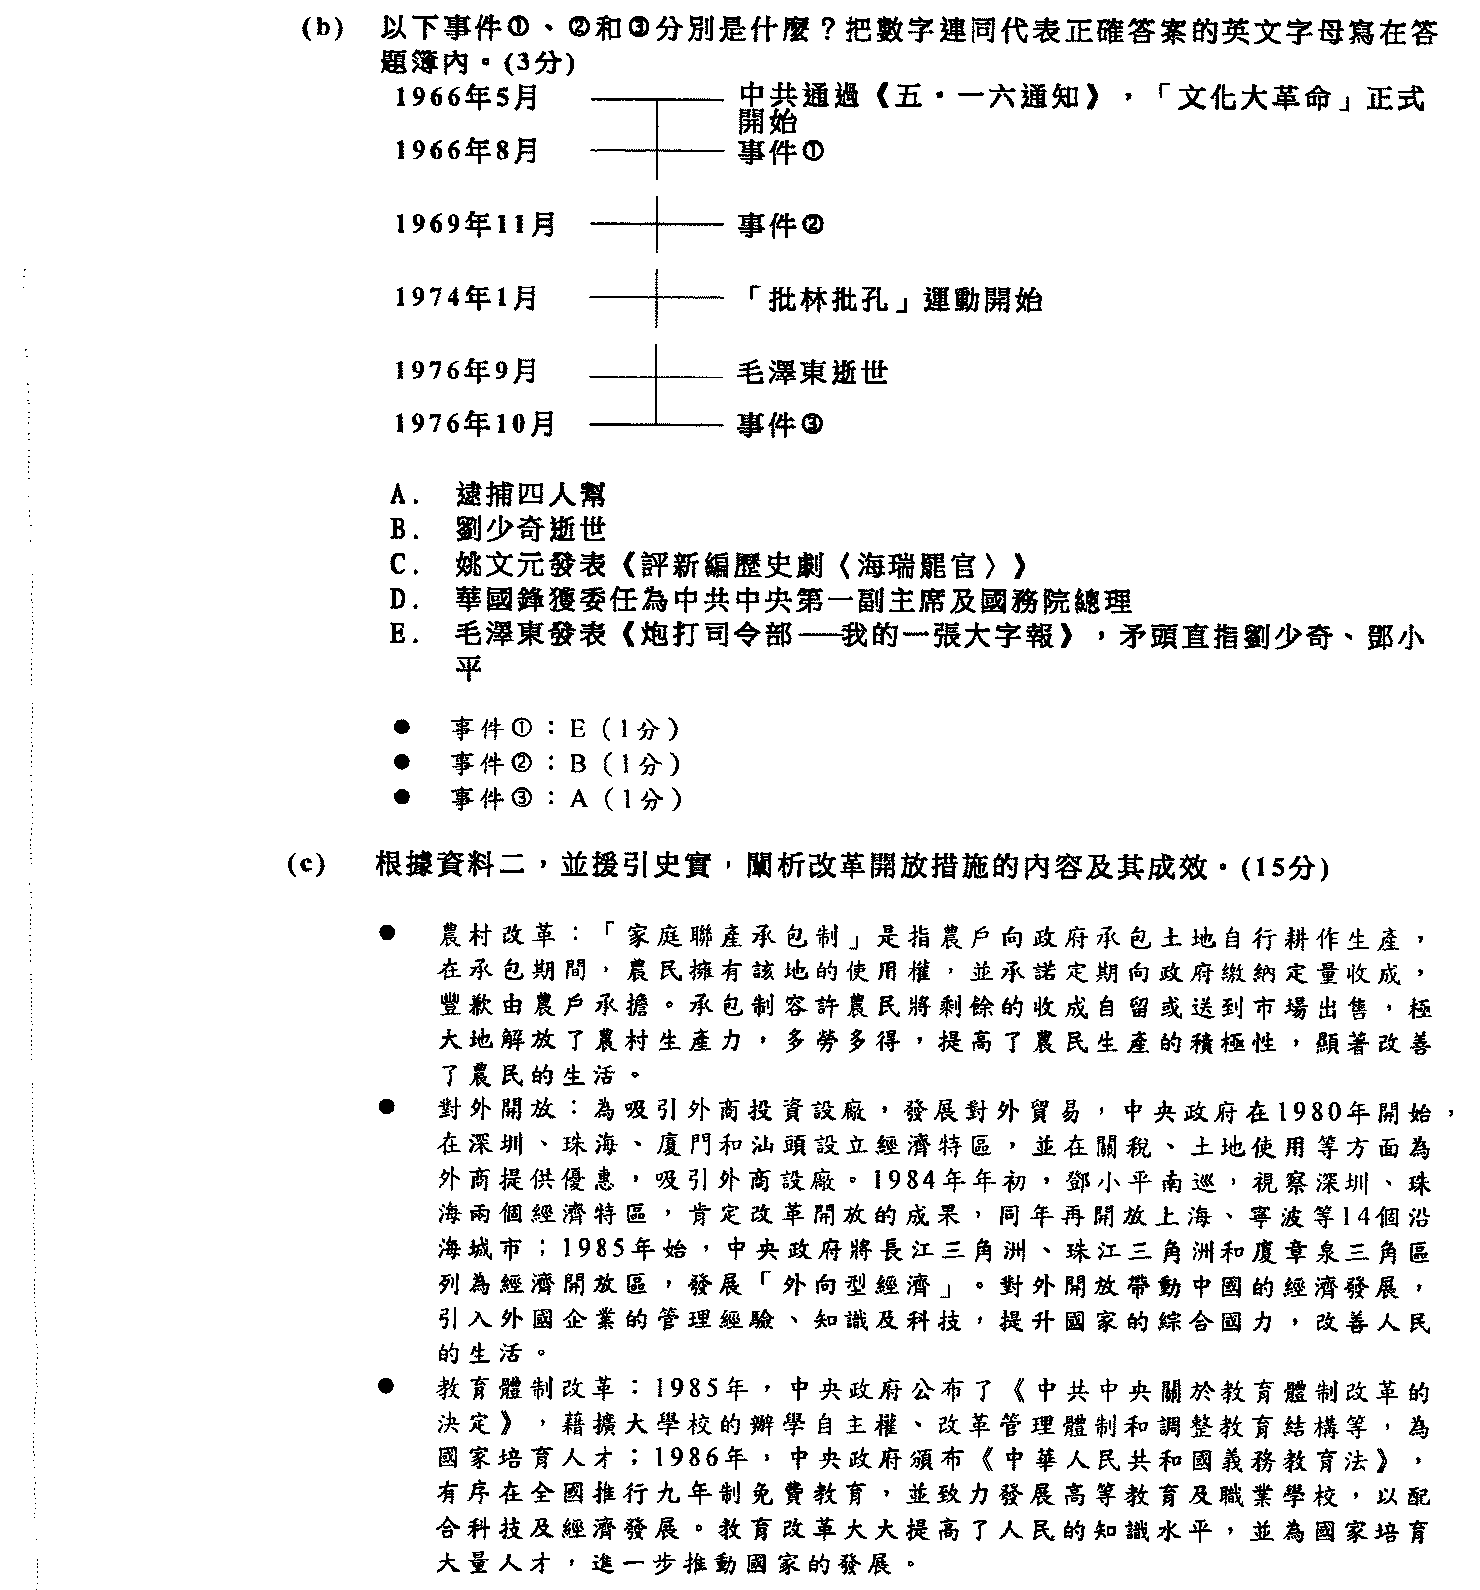 (b) 以下事件①、②和③分別是什麼？把數字連同代表正確答案的英文字母寫在答
題簿內。(3分)
1966年5月 中共通過《五·一六通知》，「文化大革命」正式
開始
1966年8月 事件①
1969年11月 事件②
1974年1月 「批林批孔」運動開始
1976年9月 毛澤東逝世
1976年10月 事件③
A. 逮捕四人幫
B. 劉少奇逝世
C. 姚文元發表《評新編歷史劇〈海瑞罷官〉》
D. 華國鋒獲委任為中共中央第一副主席及國務院總理
E. 毛澤東發表《炮打司令部——我的一張大字報》，矛頭直指劉少奇、鄧小
平
● 事件①：E (1分)
● 事件②：B (1分)
● 事件③：A (1分)
(c) 根據資料二，並援引史實，闡析改革開放措施的內容及其成效。(15分)
● 農村改革：「家庭聯產承包制」是指農戶向政府承包土地自行耕作生產，
在承包期間，農民擁有該地的使用權，並承諾定期向政府繳納定量收成，
豐歉由農戶承擔。承包制容許農民將剩餘的收成自留或送到市場出售，極
大地解放了農村生產力，多勞多得，提高了農民生產的積極性，顯著改善
了農民的生活。
● 對外開放：為吸引外商投資設廠，發展對外貿易，中央政府在1980年開始，
在深圳、珠海、廈門和汕頭設立經濟特區，並在關稅、土地使用等方面為
外商提供優惠，吸引外商設廠。1984年年初，鄧小平南巡，視察深圳、珠
海兩個經濟特區，肯定改革開放的成果，同年再開放上海、寧波等14個沿
海城市；1985年始，中央政府將長江三角洲、珠江三角洲和廈章泉三角區
列為經濟開放區，發展「外向型經濟」。對外開放帶動中國的經濟發展，
引入外國企業的管理經驗、知識及科技，提升國家的綜合國力，改善人民
的生活。
● 教育體制改革：1985年，中央政府公布了《中共中央關於教育體制改革的
決定》，藉擴大學校的辦學自主權、改革管理體制和調整教育結構等，為
國家培育人才；1986年，中央政府頒布《中華人民共和國義務教育法》，
有序在全國推行九年制免費教育，並致力發展高等教育及職業學校，以配
合科技及經濟發展。教育改革大大提高了人民的知識水平，並為國家培育
大量人才，進一步推動國家的發展。